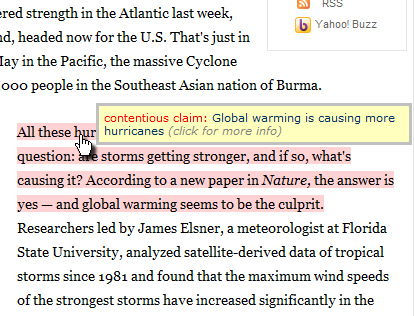 ered strength in the Atlantic last week,
nd, headed now for the U.S. That's just in
May in the Pacific, the massive Cyclone
,000 people in the Southeast Asian nation of Burma.
RSS
Yahoo! Buzz
contentious claim: Global warming is causing more
hurricanes (click for more info)
All these hur
question: are storms getting stronger, and if so, what's
causing it? According to a new paper in Nature, the answer is
yes — and global warming seems to be the culprit.
Researchers led by James Elsner, a meteorologist at Florida
State University, analyzed satellite-derived data of tropical
storms since 1981 and found that the maximum wind speeds
of the strongest storms have increased significantly in the